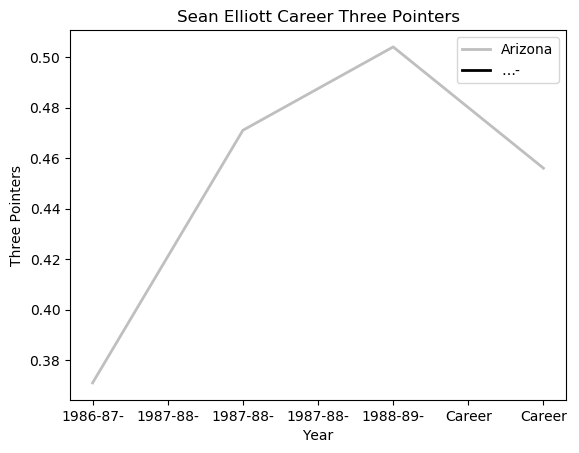 Sean Elliott Career Three Pointers
Arizona
...-
Three Pointers
0.50
0.48
0.46
0.44
0.42
0.40
0.38
1986-87- 1987-88- 1987-88- 1987-88- 1988-89- Career Career
Year